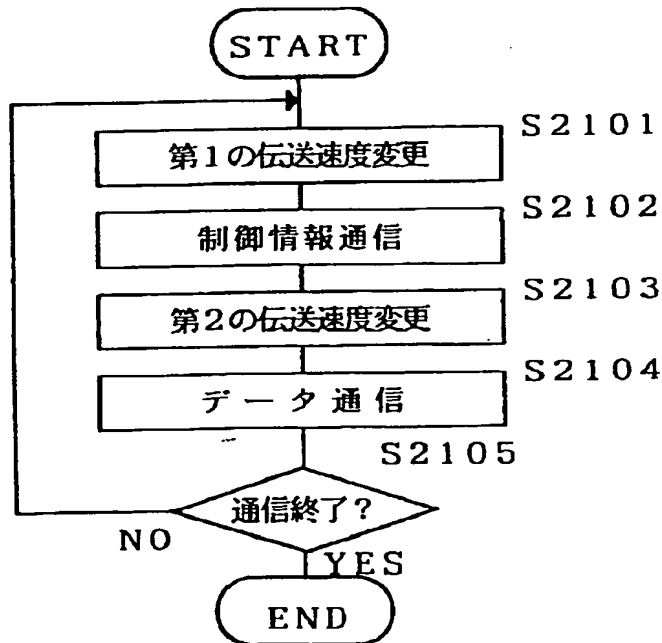 START
S2101
第1の伝送速度変更
S2102
制御情報通信
S2103
第2の伝送速度変更
S2104
データ通信
S2105
通信終了?
NO
YES
END